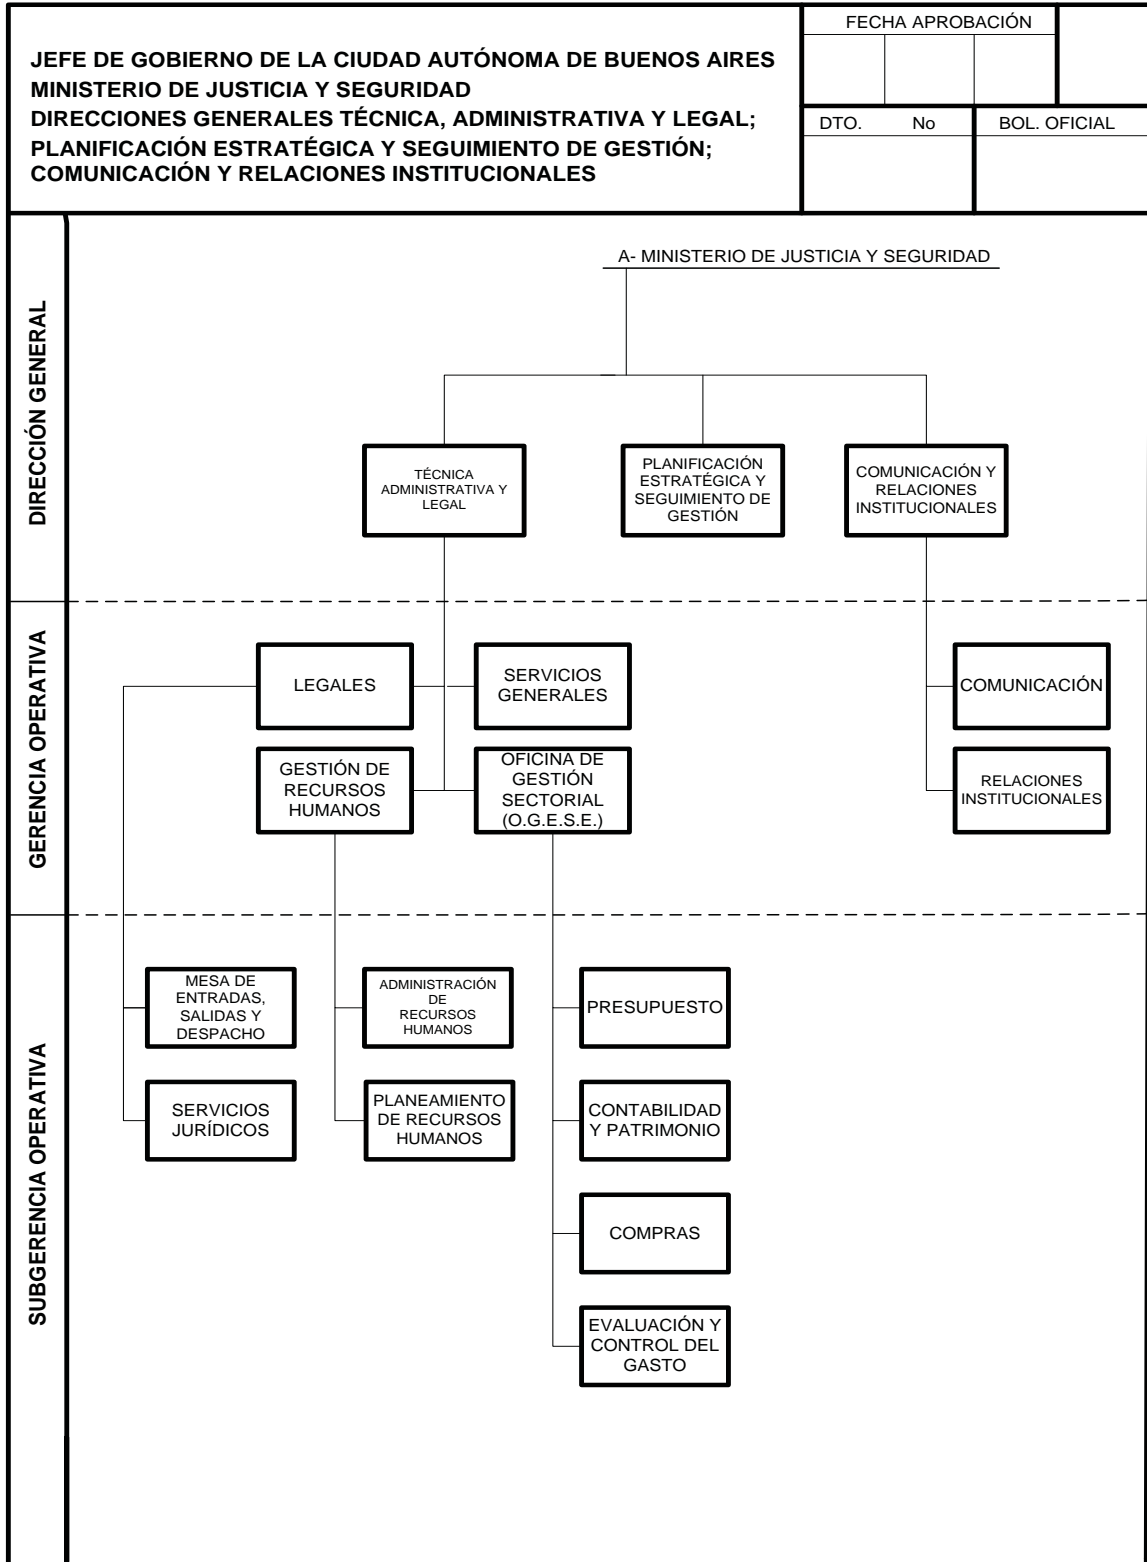 JEFE DE GOBIERNO DE LA CIUDAD AUTÓNOMA DE BUENOS AIRES
MINISTERIO DE JUSTICIA Y SEGURIDAD
DIRECCIONES GENERALES TÉCNICA, ADMINISTRATIVA Y LEGAL;
PLANIFICACIÓN ESTRATÉGICA Y SEGUIMIENTO DE GESTIÓN;
COMUNICACIÓN Y RELACIONES INSTITUCIONALES
FECHA APROBACIÓN
DTO. No
BOL. OFICIAL
DIRECCIÓN GENERAL
A- MINISTERIO DE JUSTICIA Y SEGURIDAD
TÉCNICA
ADMINISTRATIVA Y
LEGAL
PLANIFICACIÓN
ESTRATÉGICA Y
SEGUIMIENTO DE
GESTIÓN
COMUNICACIÓN Y
RELACIONES
INSTITUCIONALES
GERENCIA OPERATIVA
LEGALES
SERVICIOS
GENERALES
COMUNICACIÓN
GESTIÓN DE
RECURSOS
HUMANOS
OFICINA DE
GESTIÓN
SECTORIAL
(O.G.E.S.E.)
RELACIONES
INSTITUCIONALES
SUBGERENCIA OPERATIVA
MESA DE
ENTRADAS,
SALIDAS Y
DESPACHO
ADMINISTRACIÓN
DE
RECURSOS
HUMANOS
PRESUPUESTO
SERVICIOS
JURÍDICOS
PLANEAMIENTO
DE RECURSOS
HUMANOS
CONTABILIDAD
Y PATRIMONIO
COMPRAS
EVALUACIÓN Y
CONTROL DEL
GASTO